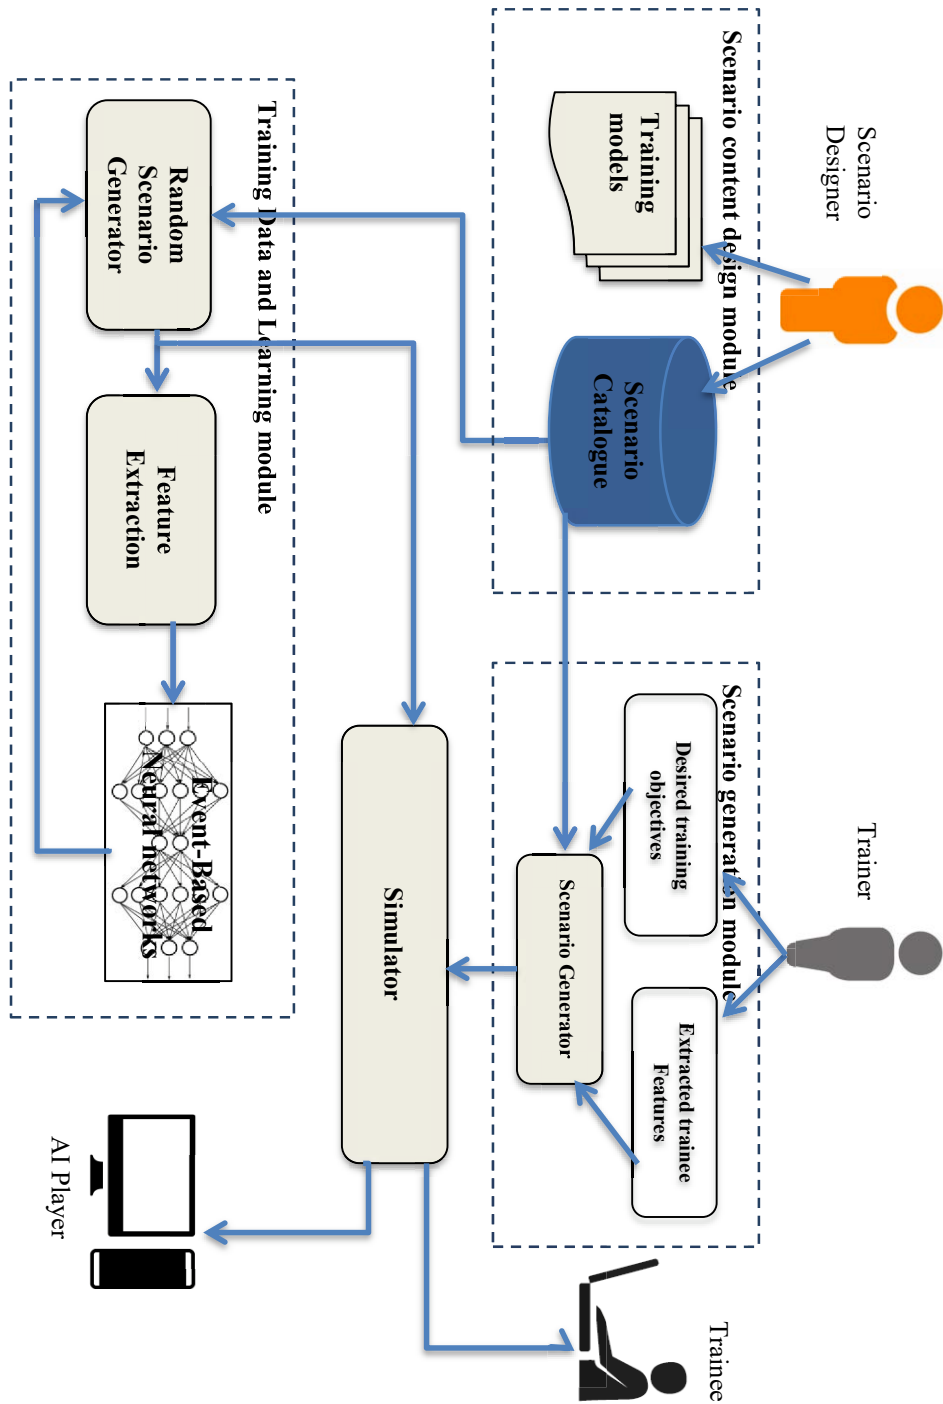 Scenario
Designer
Trainer
Trainee
Scenario content design module
Training
models
Scenario
Catalogue
Scenario generation module
Desired training
objectives
Extracted trainee
Features
Scenario Generator
Simulator
Training Data and Learning module
Random
Scenario
Generator
Feature
Extraction
Event-Based
Neural networks
AI Player